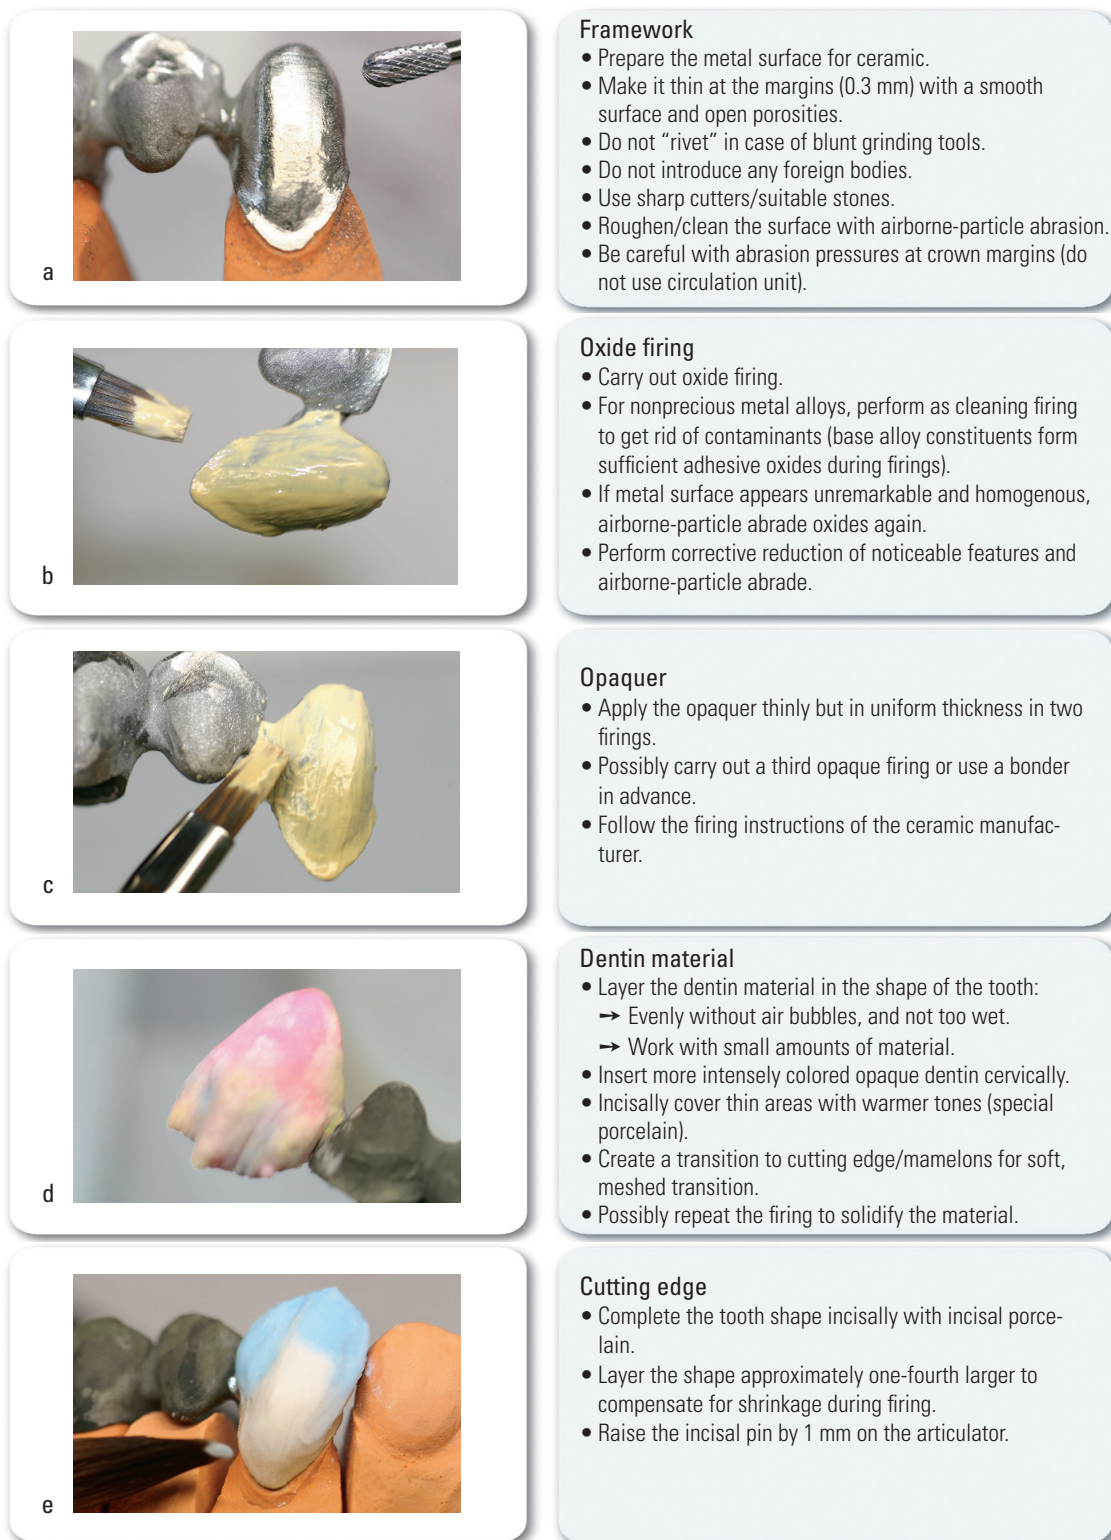 a
Framework
• Prepare the metal surface for ceramic.
• Make it thin at the margins (0.3 mm) with a smooth
surface and open porosities.
• Do not “rivet” in case of blunt grinding tools.
• Do not introduce any foreign bodies.
• Use sharp cutters/suitable stones.
• Roughen/clean the surface with airborne-particle abrasion.
• Be careful with abrasion pressures at crown margins (do
not use circulation unit).
b
Oxide firing
• Carry out oxide firing.
• For nonprecious metal alloys, perform as cleaning firing
to get rid of contaminants (base alloy constituents form
sufficient adhesive oxides during firings).
• If metal surface appears unremarkable and homogenous,
airborne-particle abrade oxides again.
• Perform corrective reduction of noticeable features and
airborne-particle abrade.
c
Opaquer
• Apply the opaquer thinly but in uniform thickness in two
firings.
• Possibly carry out a third opaque firing or use a bonder
in advance.
• Follow the firing instructions of the ceramic manufac-
turer.
d
Dentin material
• Layer the dentin material in the shape of the tooth:
➙ Evenly without air bubbles, and not too wet.
➙ Work with small amounts of material.
• Insert more intensely colored opaque dentin cervically.
• Incisally cover thin areas with warmer tones (special
porcelain).
• Create a transition to cutting edge/mamelons for soft,
meshed transition.
• Possibly repeat the firing to solidify the material.
e
Cutting edge
• Complete the tooth shape incisally with incisal porce-
lain.
• Layer the shape approximately one-fourth larger to
compensate for shrinkage during firing.
• Raise the incisal pin by 1 mm on the articulator.